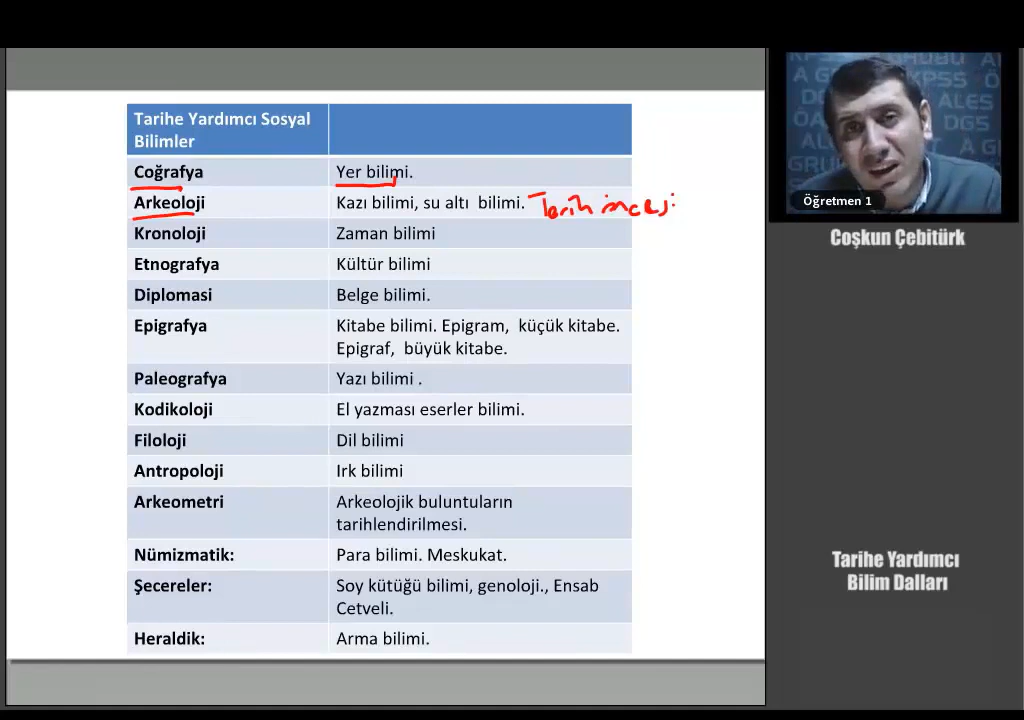 Tarihe Yardımcı Sosyal
Bilimler
Coğrafya Yer bilimi.
Arkeoloji Kazı bilimi, su altı bilimi. Tarih öncesi
Kronoloji Zaman bilimi
Etnografya Kültür bilimi
Diplomasi Belge bilimi.
Epigrafya Kitabe bilimi. Epigram, küçük kitabe.
Epigraf, büyük kitabe.
Paleografya Yazı bilimi .
Kodikoloji El yazması eserler bilimi.
Filoloji Dil bilimi
Antropoloji Irk bilimi
Arkeometri Arkeolojik buluntuların
tarihlendirilmesi.
Nümizmatik: Para bilimi. Meskukat.
Şecereler: Soy kütüğü bilimi, genoloji., Ensab
Cetveli.
Heraldik: Arma bilimi.
KPSS
ALES
DGS
Öğretmen 1
Coşkun Çebitürk
Tarihe Yardımcı
Bilim Dalları